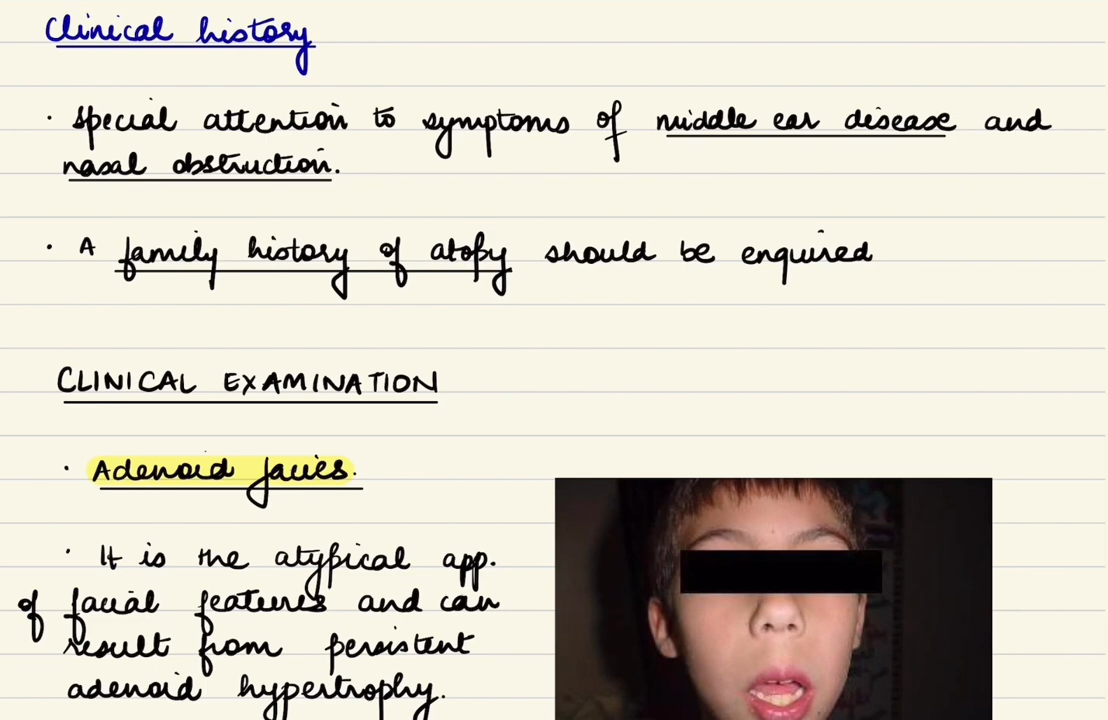 Clinical history
· Special attention to symptoms of middle ear disease and
nasal obstruction.
· A family history of atopy should be enquired
CLINICAL EXAMINATION
· Adenoid facies.
· It is the atypical app.
of facial features and can
result from persistent
adenoid hypertrophy.